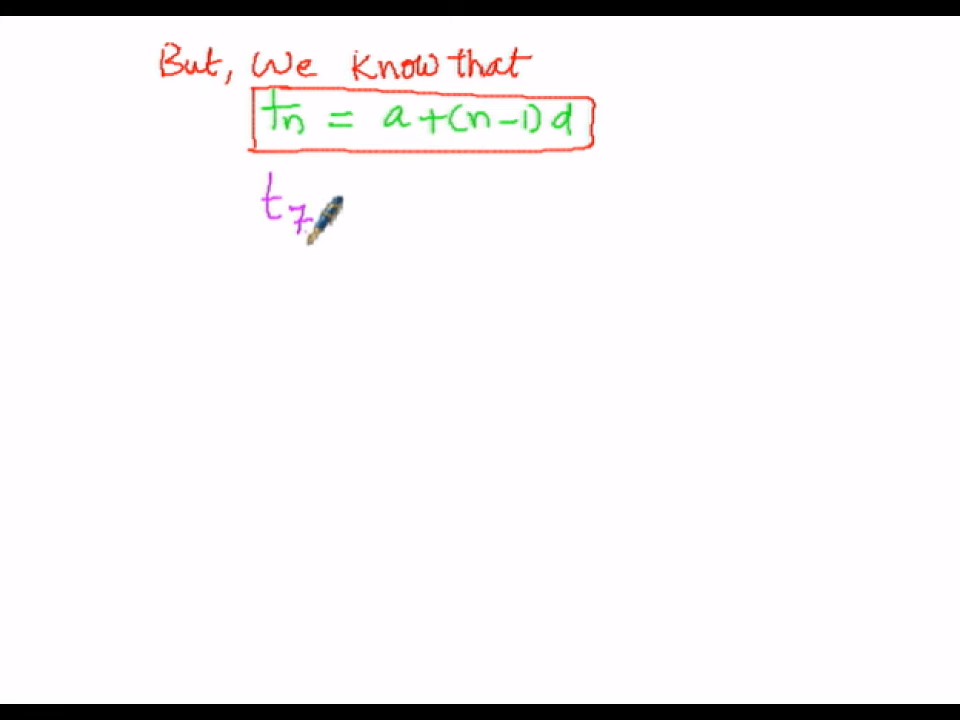 But, we know that
tn = a+(n-1)d
t7